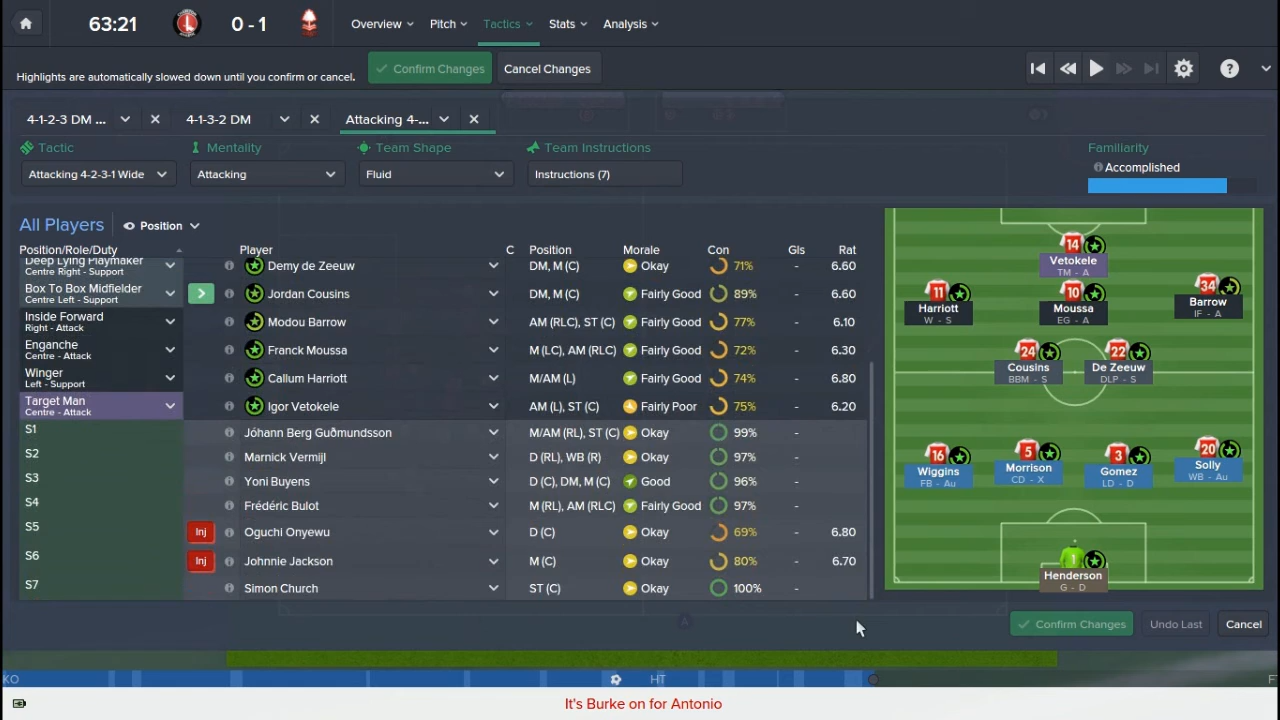 63:21 0 - 1 Overview Pitch Tactics Stats Analysis
Highlights are automatically slowed down until you confirm or cancel. Confirm Changes Cancel Changes ?
4-1-2-3 DM ... 4-1-3-2 DM Attacking 4-...
Tactic Mentality Team Shape Team Instructions Familiarity
Attacking 4-2-3-1 Wide Attacking Fluid Instructions (7) Accomplished
All Players Position
Position/Role/Duty Player C Position Morale Con Gls Rat
Deep Lying Playmaker
Centre Right - Support Demy de Zeeuw DM, M (C) Okay 71% - 6.60
Box To Box Midfielder
Centre Left - Support Jordan Cousins DM, M (C) Fairly Good 89% - 6.60
Inside Forward
Right - Attack Modou Barrow AM (RLC), ST (C) Fairly Good 77% - 6.10
Enganche
Centre - Attack Franck Moussa M (LC), AM (RLC) Fairly Good 72% - 6.30
Winger
Left - Support Callum Harriott M/AM (L) Fairly Good 74% - 6.80
Target Man
Centre - Attack Igor Vetokele AM (L), ST (C) Fairly Poor 75% - 6.20
S1 Jóhann Berg Guðmundsson M/AM (RL), ST (C) Okay 99% -
S2 Marnick Vermijl D (RL), WB (R) Okay 97% -
S3 Yoni Buyens D (C), DM, M (C) Good 96% -
S4 Frédéric Bulot M (RL), AM (RLC) Fairly Good 97% -
S5 Inj Oguchi Onyewu D (C) Okay 69% - 6.80
S6 Inj Johnnie Jackson M (C) Okay 80% - 6.70
S7 Simon Church ST (C) Okay 100% -
14
Vetokele
TM - A
11 10 34
Harriott Moussa Barrow
W - S EG - A IF - A
24 22
Cousins De Zeeuw
BBM - S DLP - S
16 5 3 20
Wiggins Morrison Gomez Solly
FB - Au CD - X LD - D WB - Au
1
Henderson
G - D
Confirm Changes Undo Last Cancel
KO HT F
It's Burke on for Antonio